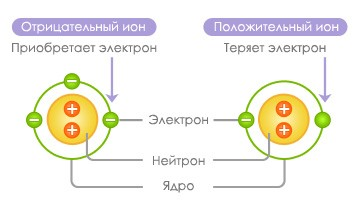 Отрицательный ион
Приобретает электрон
Положительный ион
Теряет электрон
Электрон
Нейтрон
Ядро